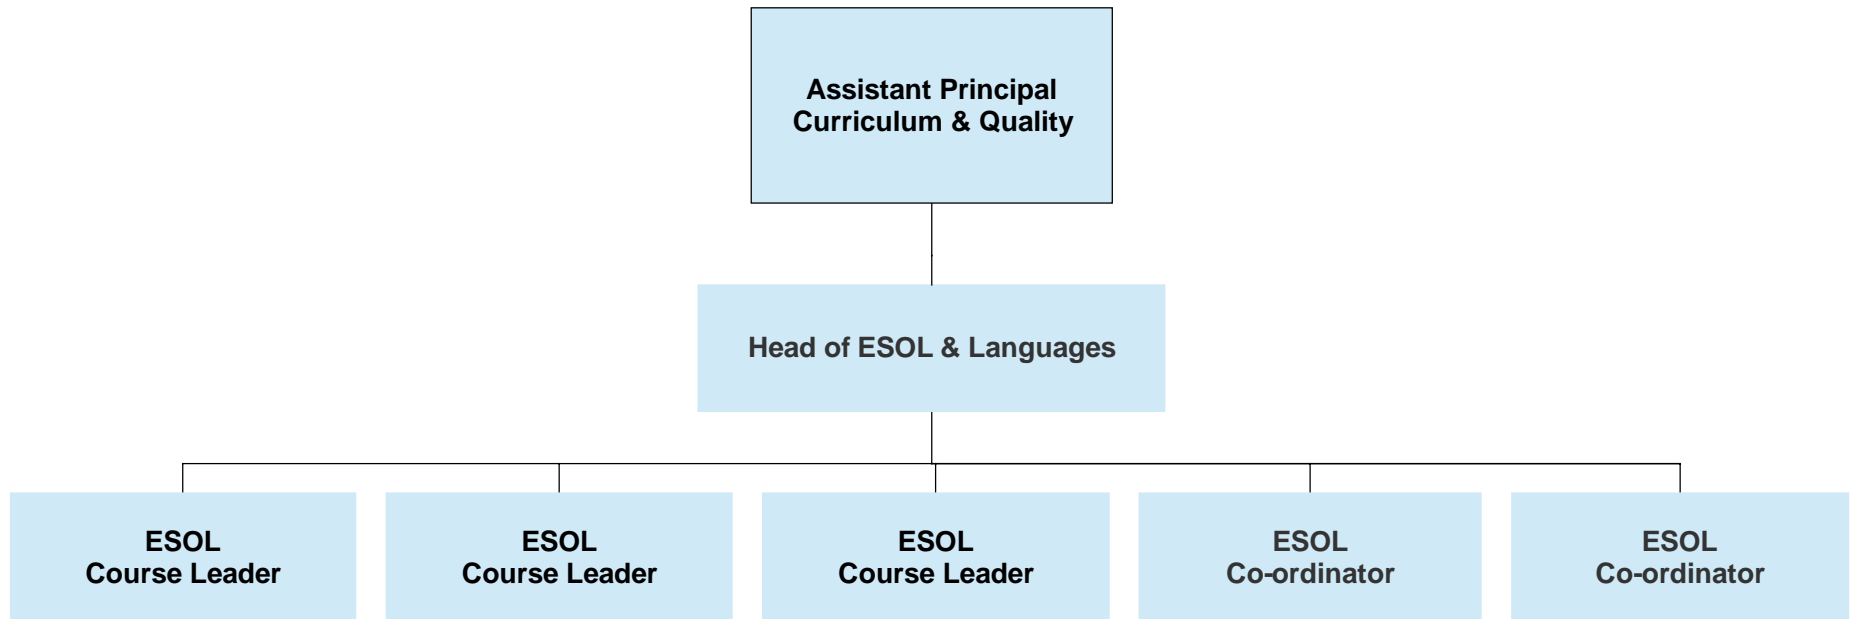 Assistant Principal
Curriculum & Quality
Head of ESOL & Languages
ESOL
Course Leader
ESOL
Course Leader
ESOL
Course Leader
ESOL
Co-ordinator
ESOL
Co-ordinator